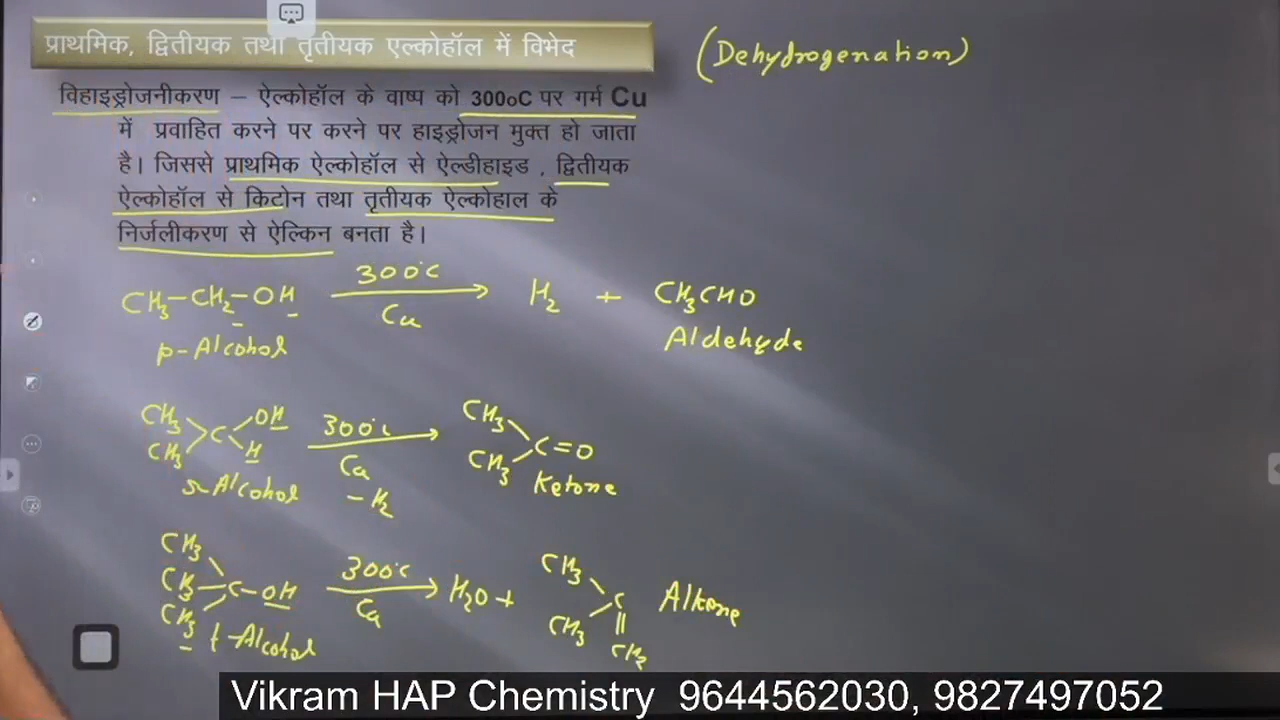 प्राथमिक, द्वितीयक तथा तृतीयक एल्कोहॉल में विभेद
(Dehydrogenation)
विहाइड्रोजनीकरण – ऐल्कोहॉल के वाष्प को 300oC पर गर्म Cu
में प्रवाहित करने पर करने पर हाइड्रोजन मुक्त हो जाता
है। जिससे प्राथमिक ऐल्कोहॉल से ऐल्डीहाइड , द्वितीयक
ऐल्कोहॉल से किटोन तथा तृतीयक ऐल्कोहाल के
निर्जलीकरण से ऐल्किन बनता है।
300°C
CH3–CH2–OH → H2 + CH3CHO
Cu
p-Alcohol Aldehyde
CH3 OH 300°C CH3
C → C=O
CH3 H Cu CH3
s-Alcohol –H2 Ketone
CH3 CH3
300°C
CH3–C–OH → H2O + C Alkene
Cu
CH3 CH3 || CH2
t-Alcohol
Vikram HAP Chemistry 9644562030, 9827497052